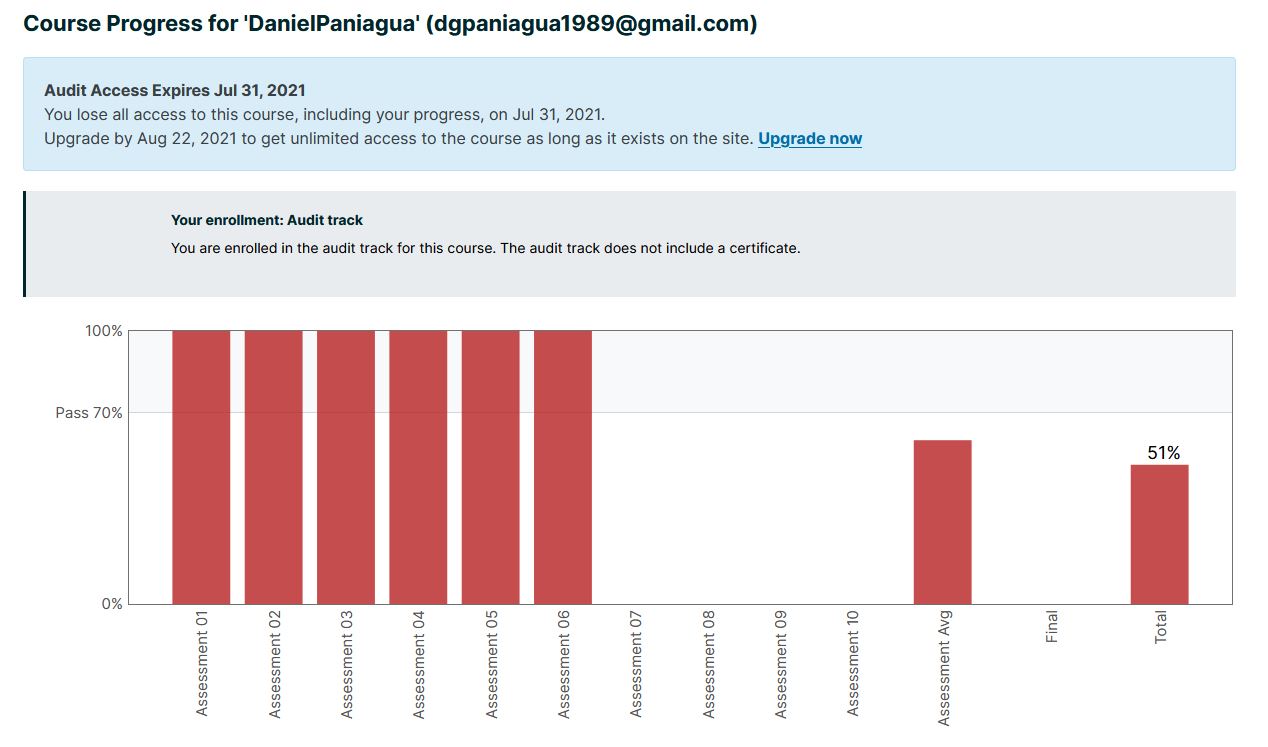 Course Progress for 'DanielPaniagua' (dgpaniagua1989@gmail.com)
Audit Access Expires Jul 31, 2021
You lose all access to this course, including your progress, on Jul 31, 2021.
Upgrade by Aug 22, 2021 to get unlimited access to the course as long as it exists on the site. Upgrade now
Your enrollment: Audit track
You are enrolled in the audit track for this course. The audit track does not include a certificate.
100%
Pass 70%
51%
0%
Assessment 01
Assessment 02
Assessment 03
Assessment 04
Assessment 05
Assessment 06
Assessment 07
Assessment 08
Assessment 09
Assessment 10
Assessment Avg
Final
Total